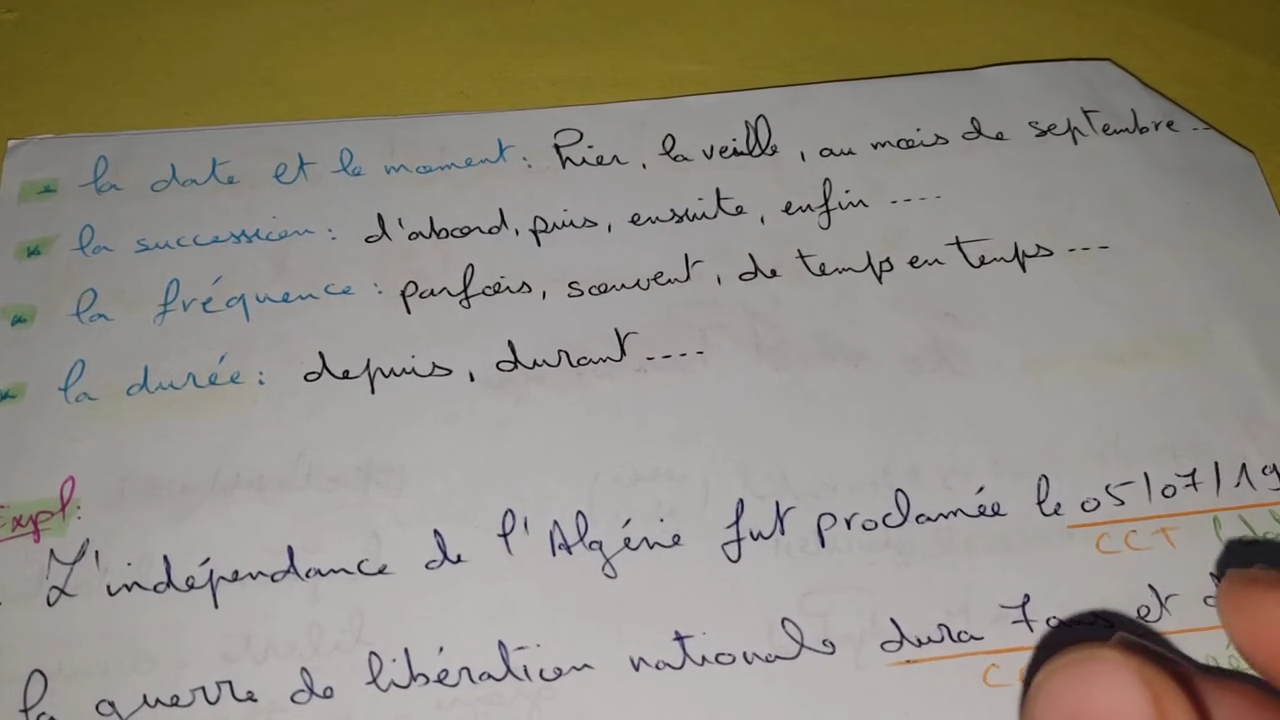 * la date et le moment : hier, la veille, au mois de septembre ...
* la succession : d'abord, puis, ensuite, enfin ....
* la fréquence : parfois, souvent, de temps en temps ...
* la durée : depuis, durant ....
Expl :
L'indépendance de l'Algérie fut proclamée le 05/07/19
CCT
la guerre de libération nationale dura 7 ans et